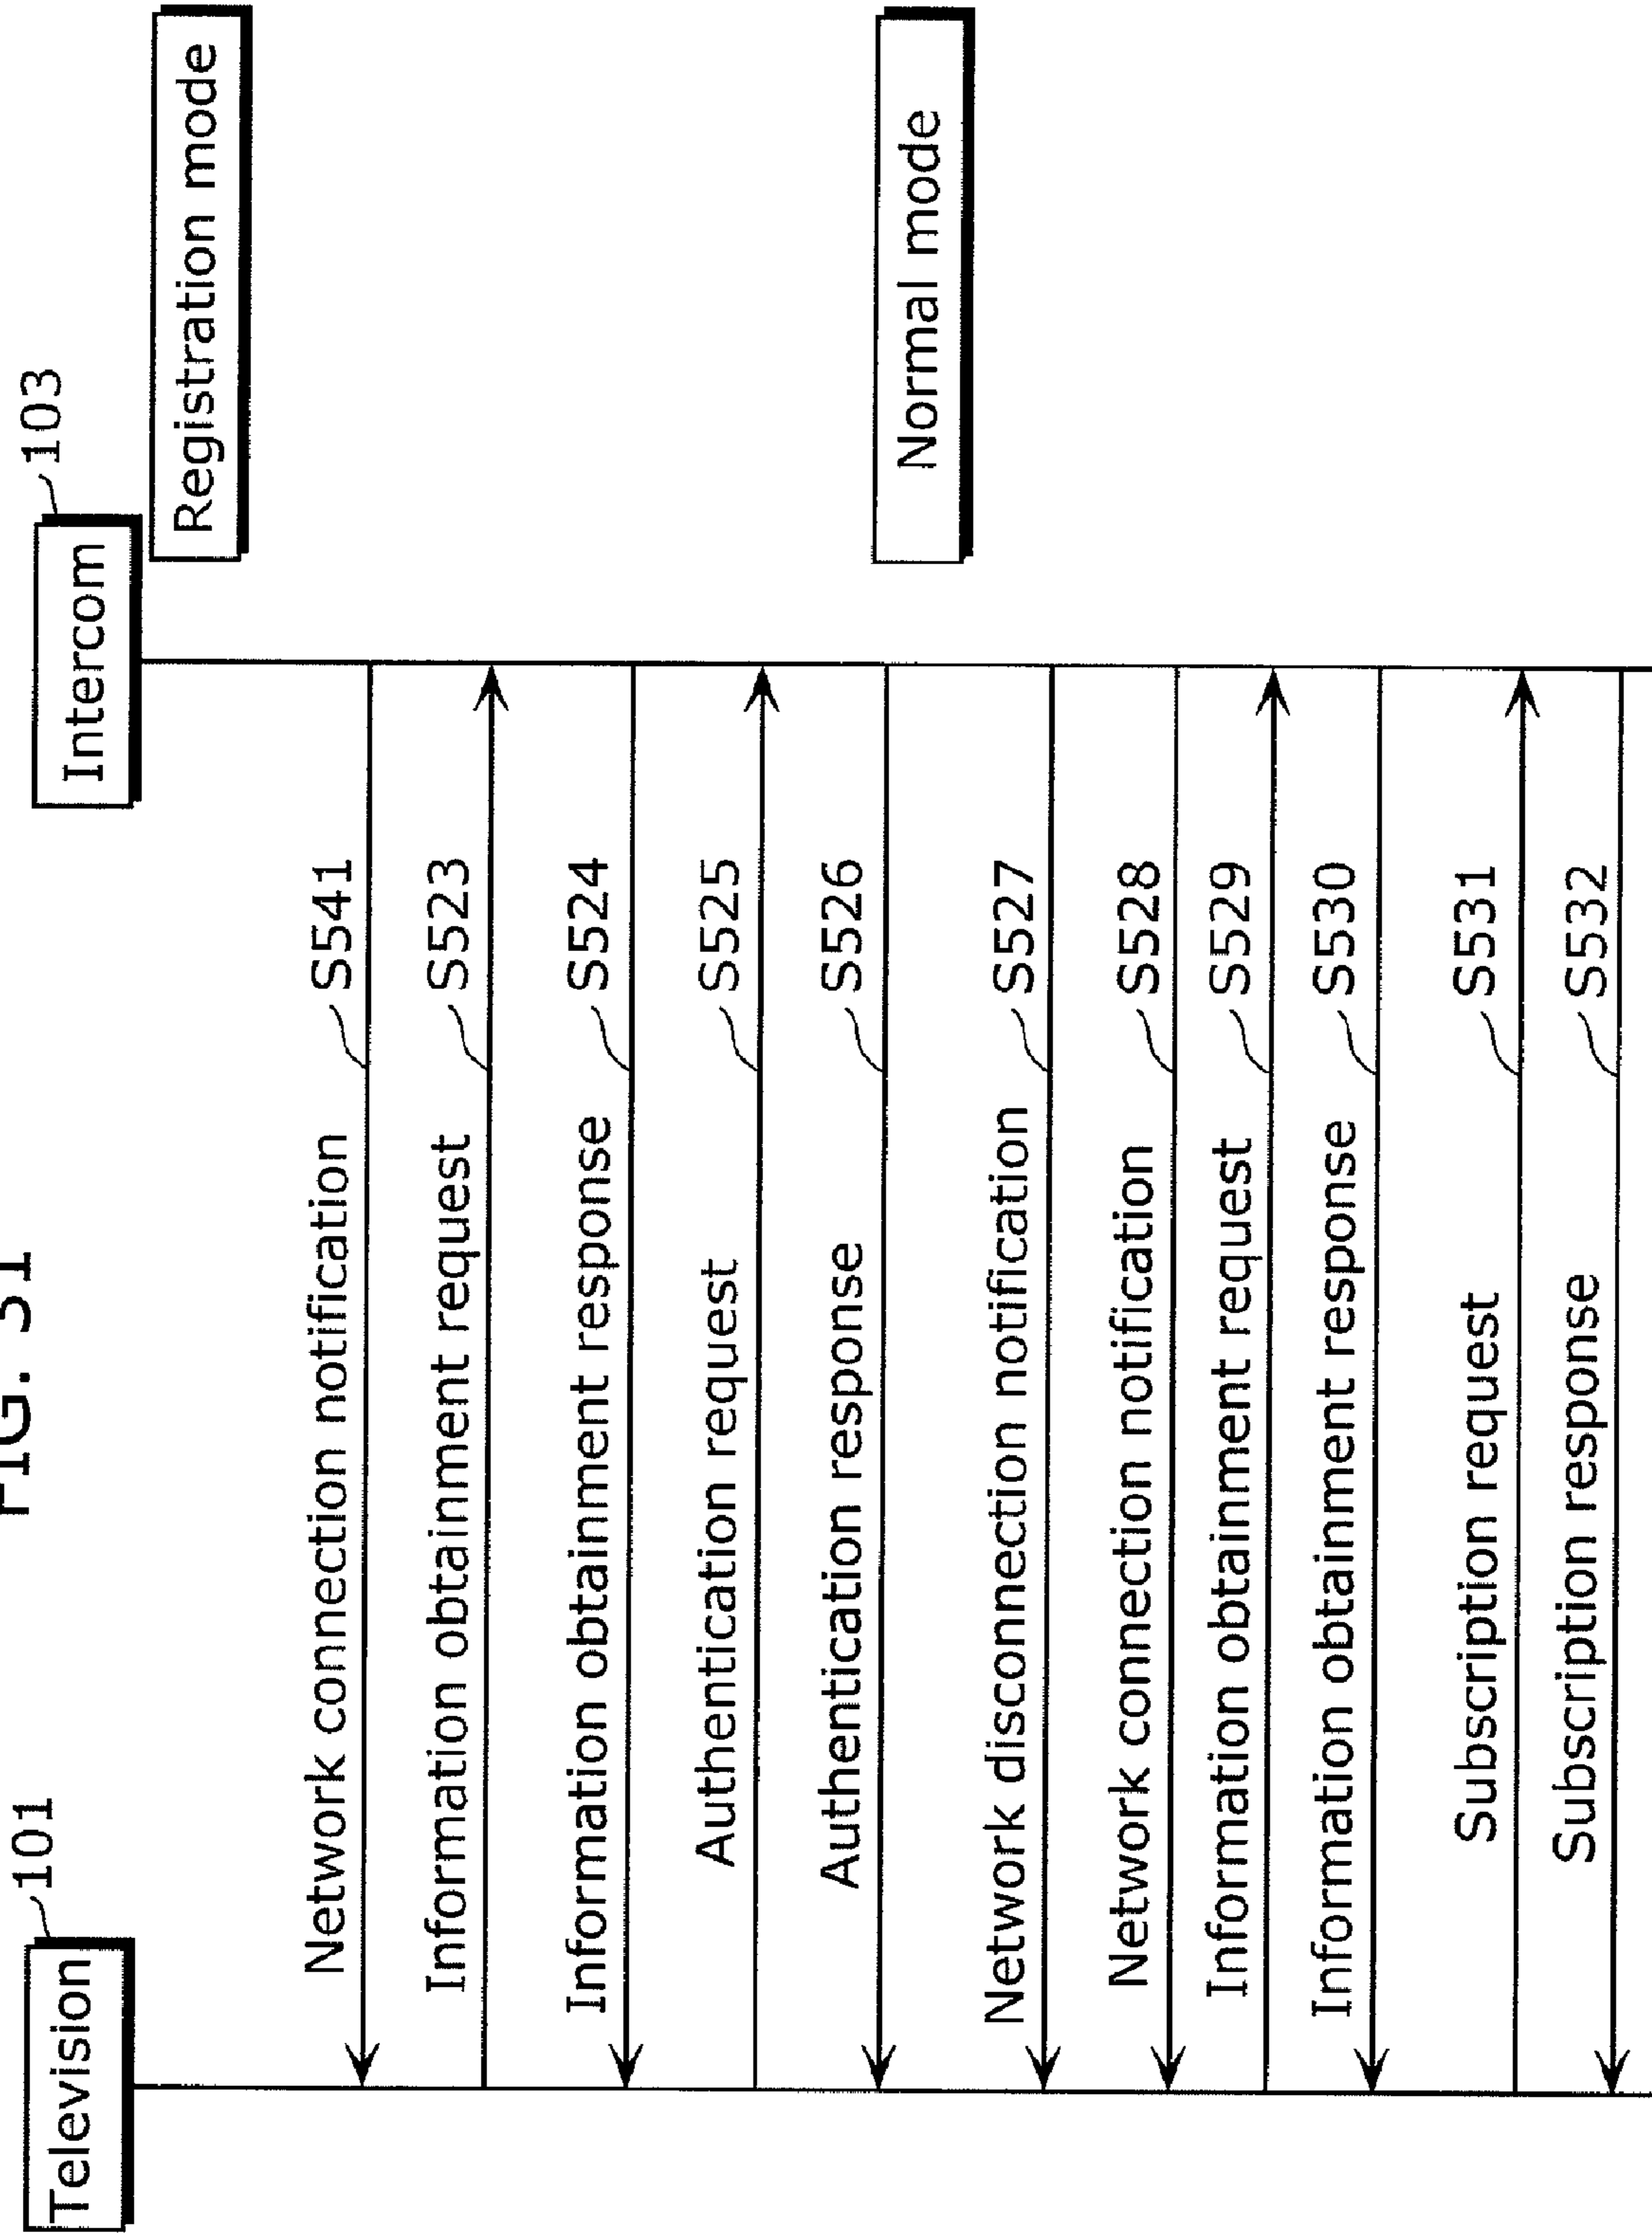 FIG. 31
Television
101
Intercom
103
Registration mode
Network connection notification
S541
Information obtainment request
S523
Information obtainment response
S524
Authentication request
S525
Authentication response
S526
Normal mode
Network disconnection notification
S527
Network connection notification
S528
Information obtainment request
S529
Information obtainment response
S530
Subscription request
S531
Subscription response
S532